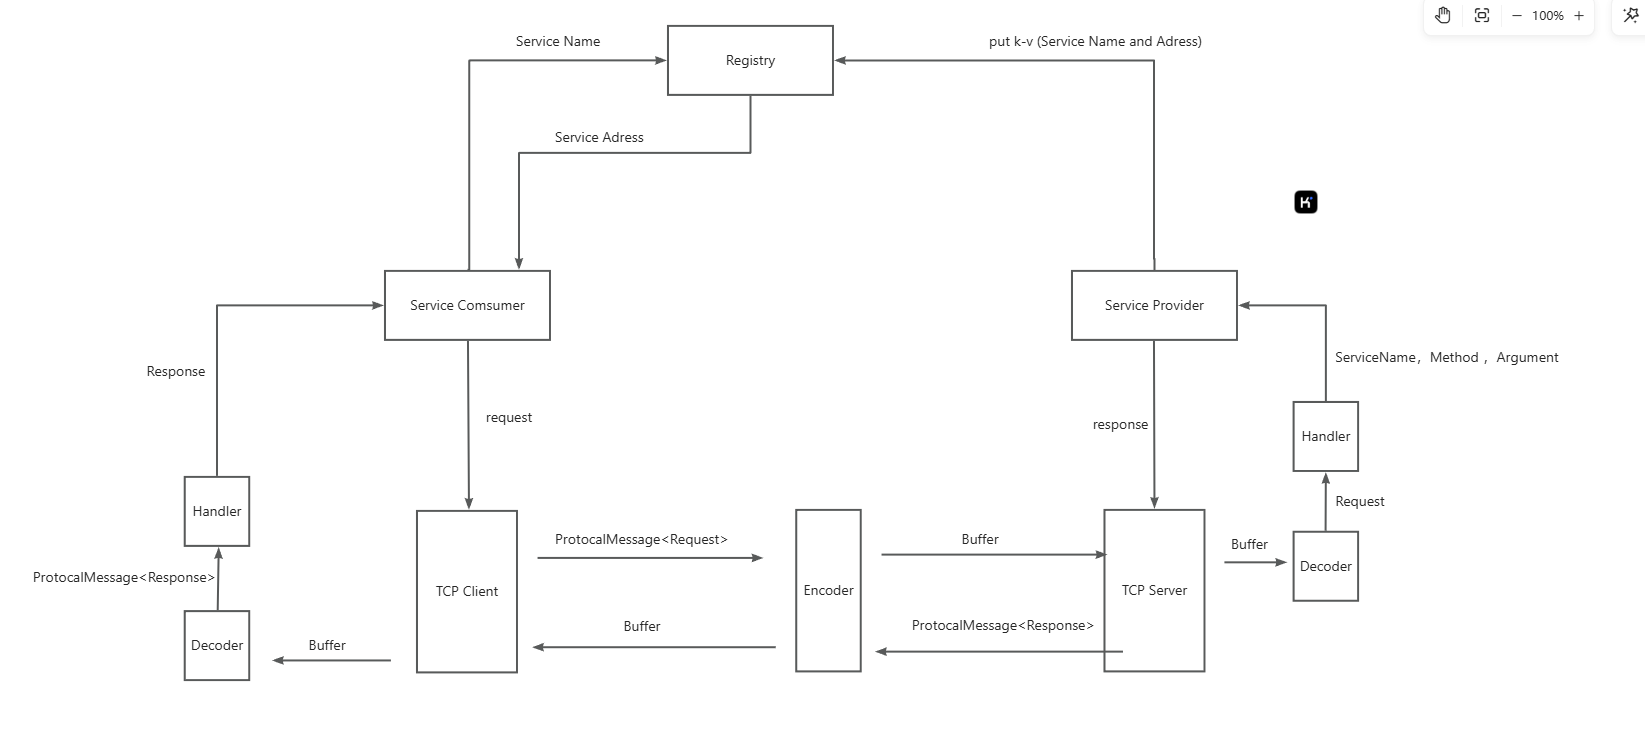 100%
Service Name
put k-v (Service Name and Adress)
Registry
Service Adress
Service Comsumer
Service Provider
ServiceName，Method ，Argument
Response
request
response
Handler
Request
Handler
ProtocalMessage<Request>
Buffer
Buffer
Decoder
ProtocalMessage<Response>
TCP Client
Encoder
TCP Server
Buffer
ProtocalMessage<Response>
Decoder
Buffer